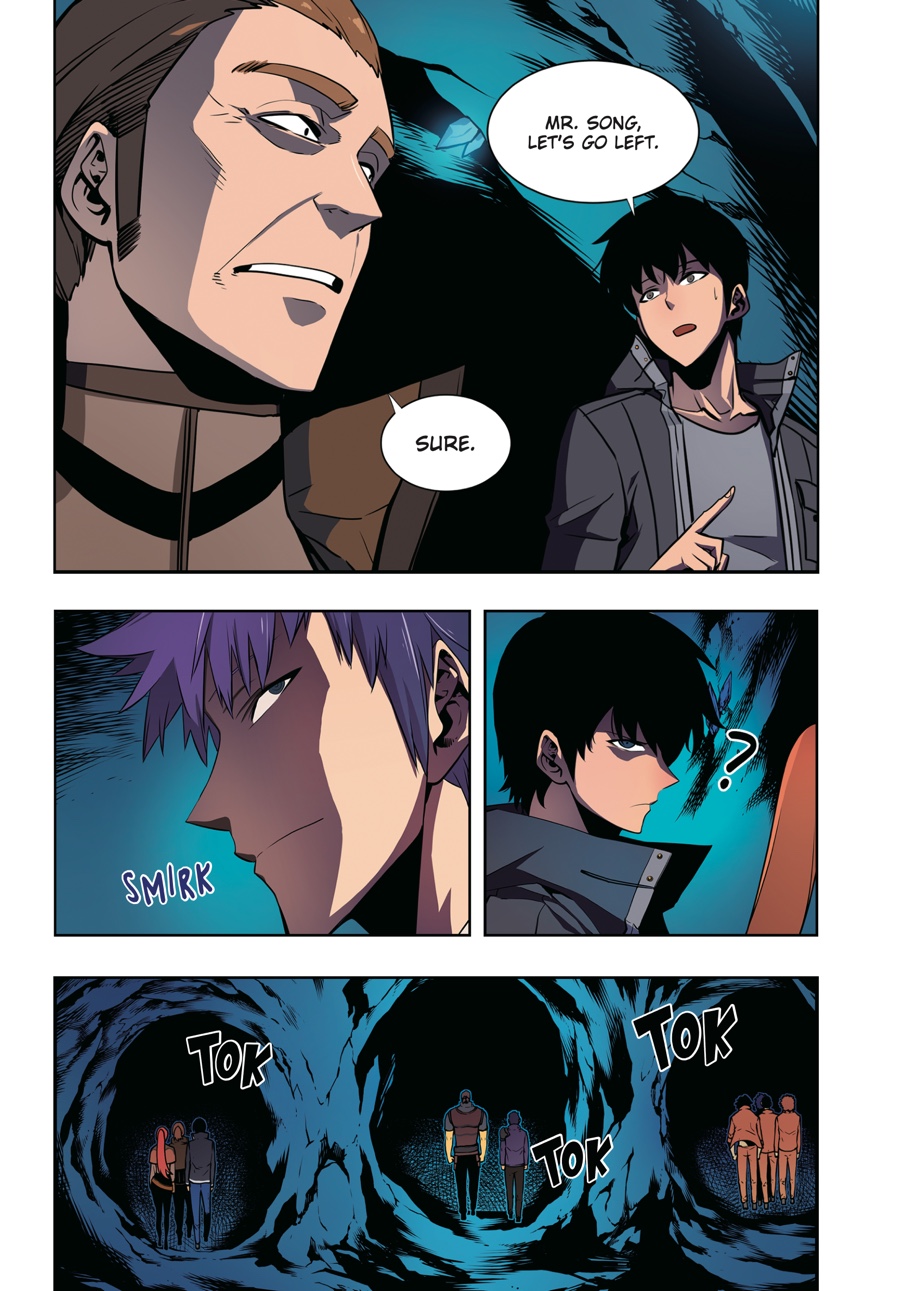 MR. SONG,
LET'S GO LEFT.
SURE.
SMIRK
?
TOK
TOK
TOK